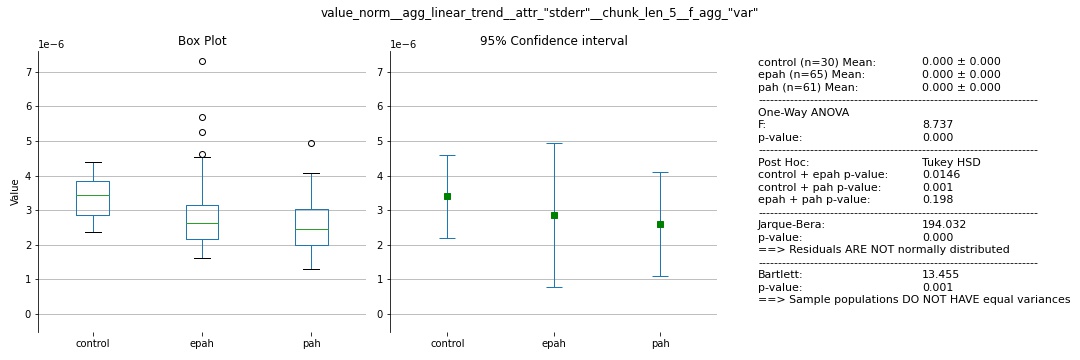 value_norm__agg_linear_trend__attr_"stderr"__chunk_len_5__f_agg_"var"
Box Plot
1e−6
7
6
5
4
3
2
1
0
Value
control
epah
pah
95% Confidence interval
1e−6
7
6
5
4
3
2
1
0
control
epah
pah
control (n=30) Mean: 0.000 ± 0.000
epah (n=65) Mean: 0.000 ± 0.000
pah (n=61) Mean: 0.000 ± 0.000
One-Way ANOVA
F: 8.737
p-value: 0.000
Post Hoc: Tukey HSD
control + epah p-value: 0.0146
control + pah p-value: 0.001
epah + pah p-value: 0.198
Jarque-Bera: 194.032
p-value: 0.000
==> Residuals ARE NOT normally distributed
Bartlett: 13.455
p-value: 0.001
==> Sample populations DO NOT HAVE equal variances